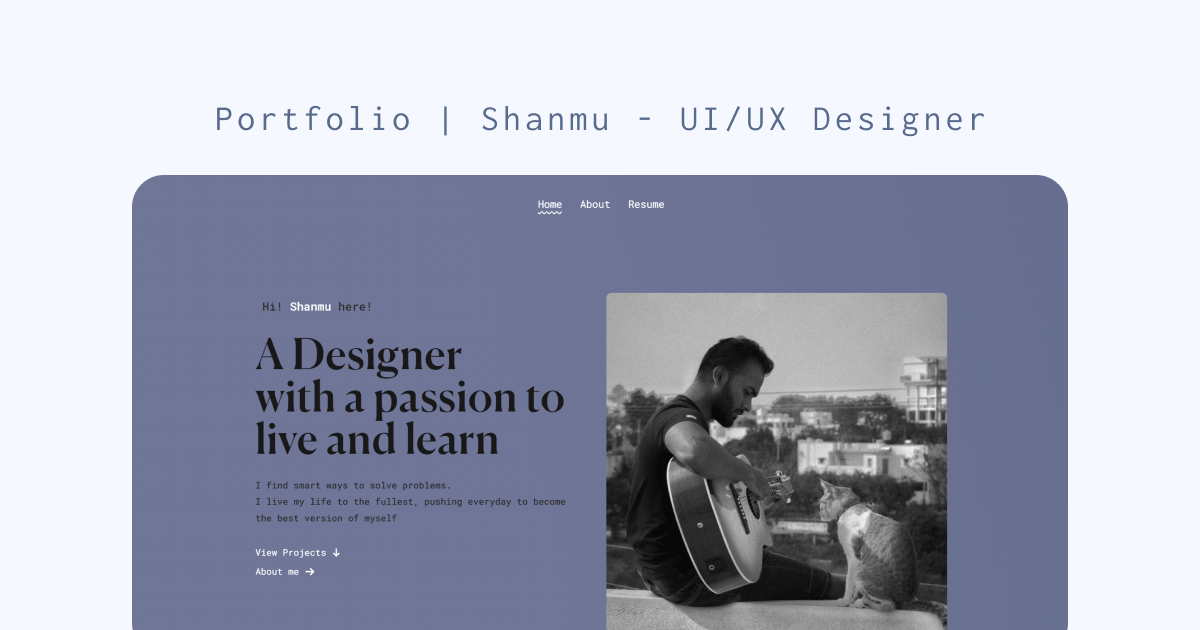 Portfolio | Shanmu - UI/UX Designer
Home About Resume
Hi! Shanmu here!
A Designer
with a passion to
live and learn
I find smart ways to solve problems.
I live my life to the fullest, pushing everyday to become
the best version of myself
View Projects ↓
About me →